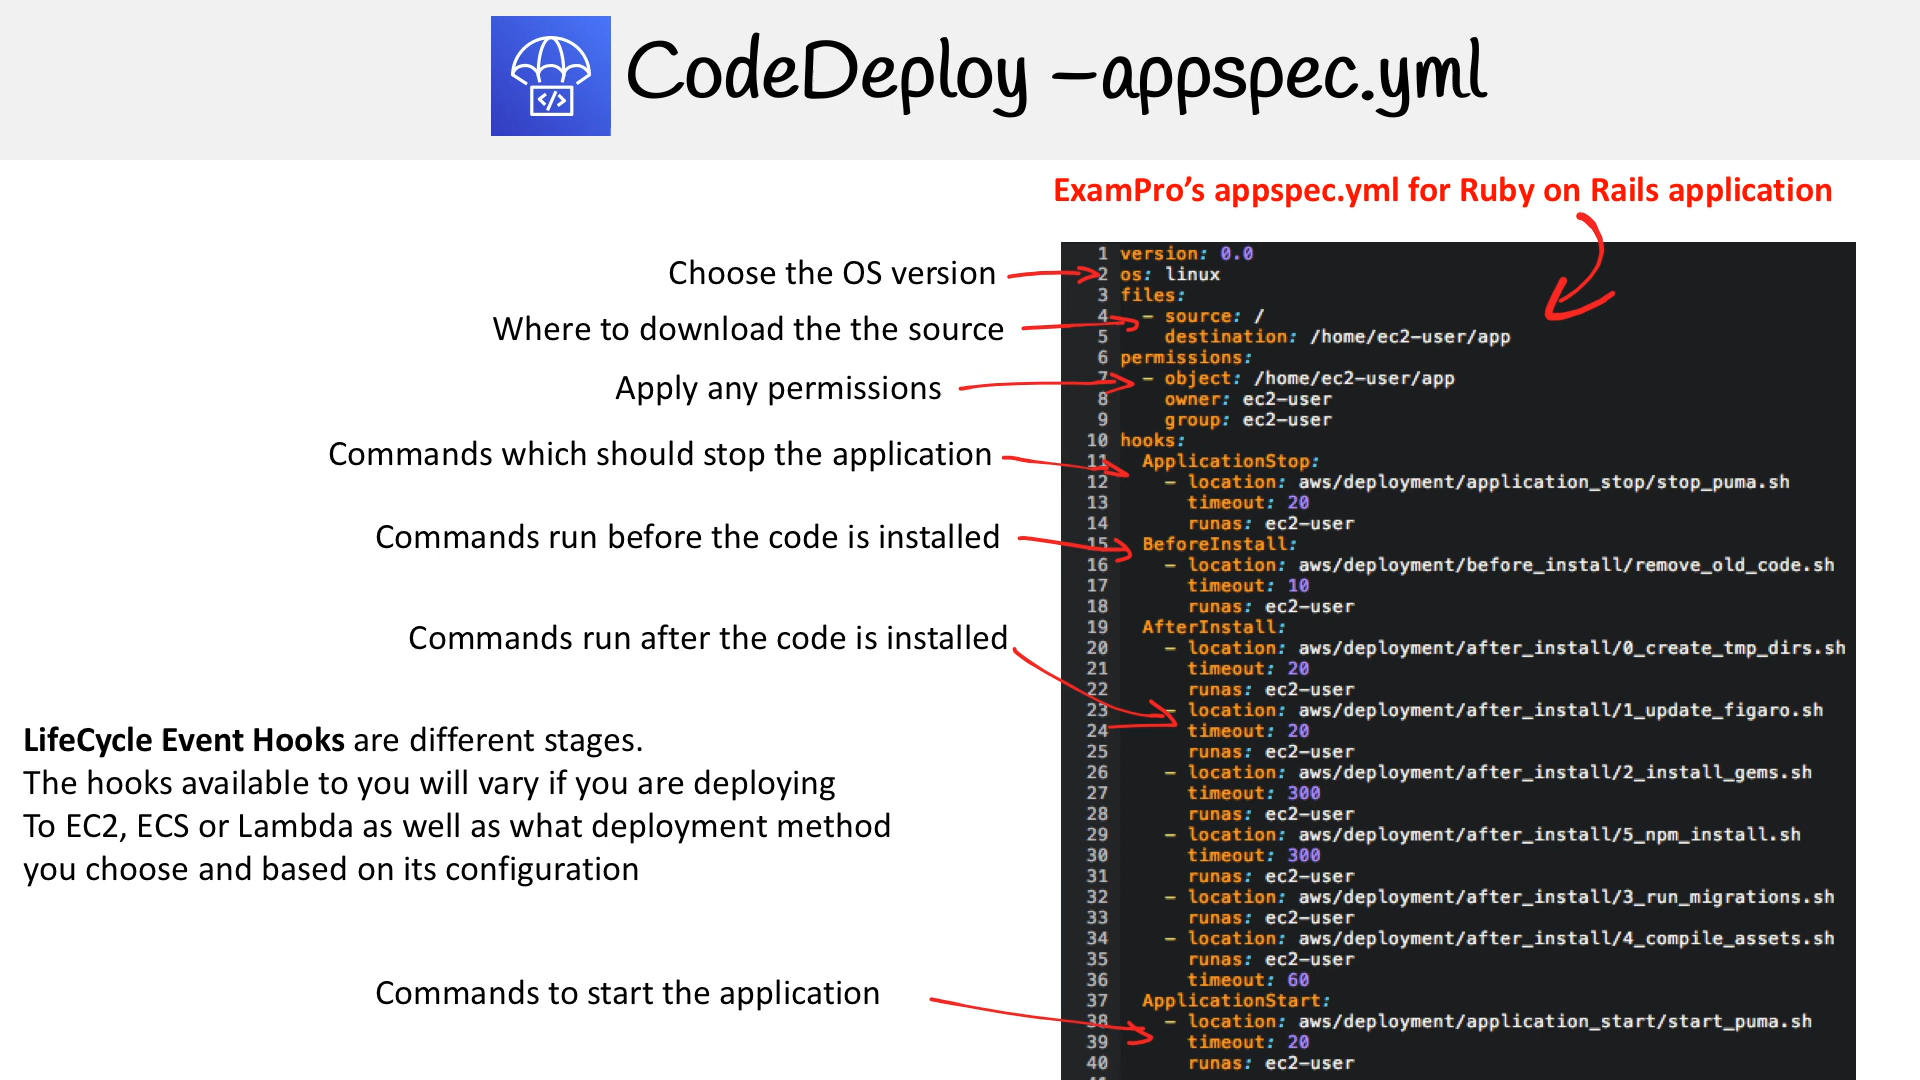 </>
CodeDeploy –appspec.yml
ExamPro’s appspec.yml for Ruby on Rails application
Choose the OS version
Where to download the the source
Apply any permissions
Commands which should stop the application
Commands run before the code is installed
Commands run after the code is installed
LifeCycle Event Hooks are different stages.
The hooks available to you will vary if you are deploying
To EC2, ECS or Lambda as well as what deployment method
you choose and based on its configuration
Commands to start the application
1 version: 0.0
2 os: linux
3 files:
4   - source: /
5     destination: /home/ec2-user/app
6 permissions:
7   - object: /home/ec2-user/app
8     owner: ec2-user
9     group: ec2-user
10 hooks:
11   ApplicationStop:
12     - location: aws/deployment/application_stop/stop_puma.sh
13       timeout: 20
14       runas: ec2-user
15   BeforeInstall:
16     - location: aws/deployment/before_install/remove_old_code.sh
17       timeout: 10
18       runas: ec2-user
19   AfterInstall:
20     - location: aws/deployment/after_install/0_create_tmp_dirs.sh
21       timeout: 20
22       runas: ec2-user
23     - location: aws/deployment/after_install/1_update_figaro.sh
24       timeout: 20
25       runas: ec2-user
26     - location: aws/deployment/after_install/2_install_gems.sh
27       timeout: 300
28       runas: ec2-user
29     - location: aws/deployment/after_install/5_npm_install.sh
30       timeout: 300
31       runas: ec2-user
32     - location: aws/deployment/after_install/3_run_migrations.sh
33       runas: ec2-user
34     - location: aws/deployment/after_install/4_compile_assets.sh
35       runas: ec2-user
36       timeout: 60
37   ApplicationStart:
38     - location: aws/deployment/application_start/start_puma.sh
39       timeout: 20
40       runas: ec2-user